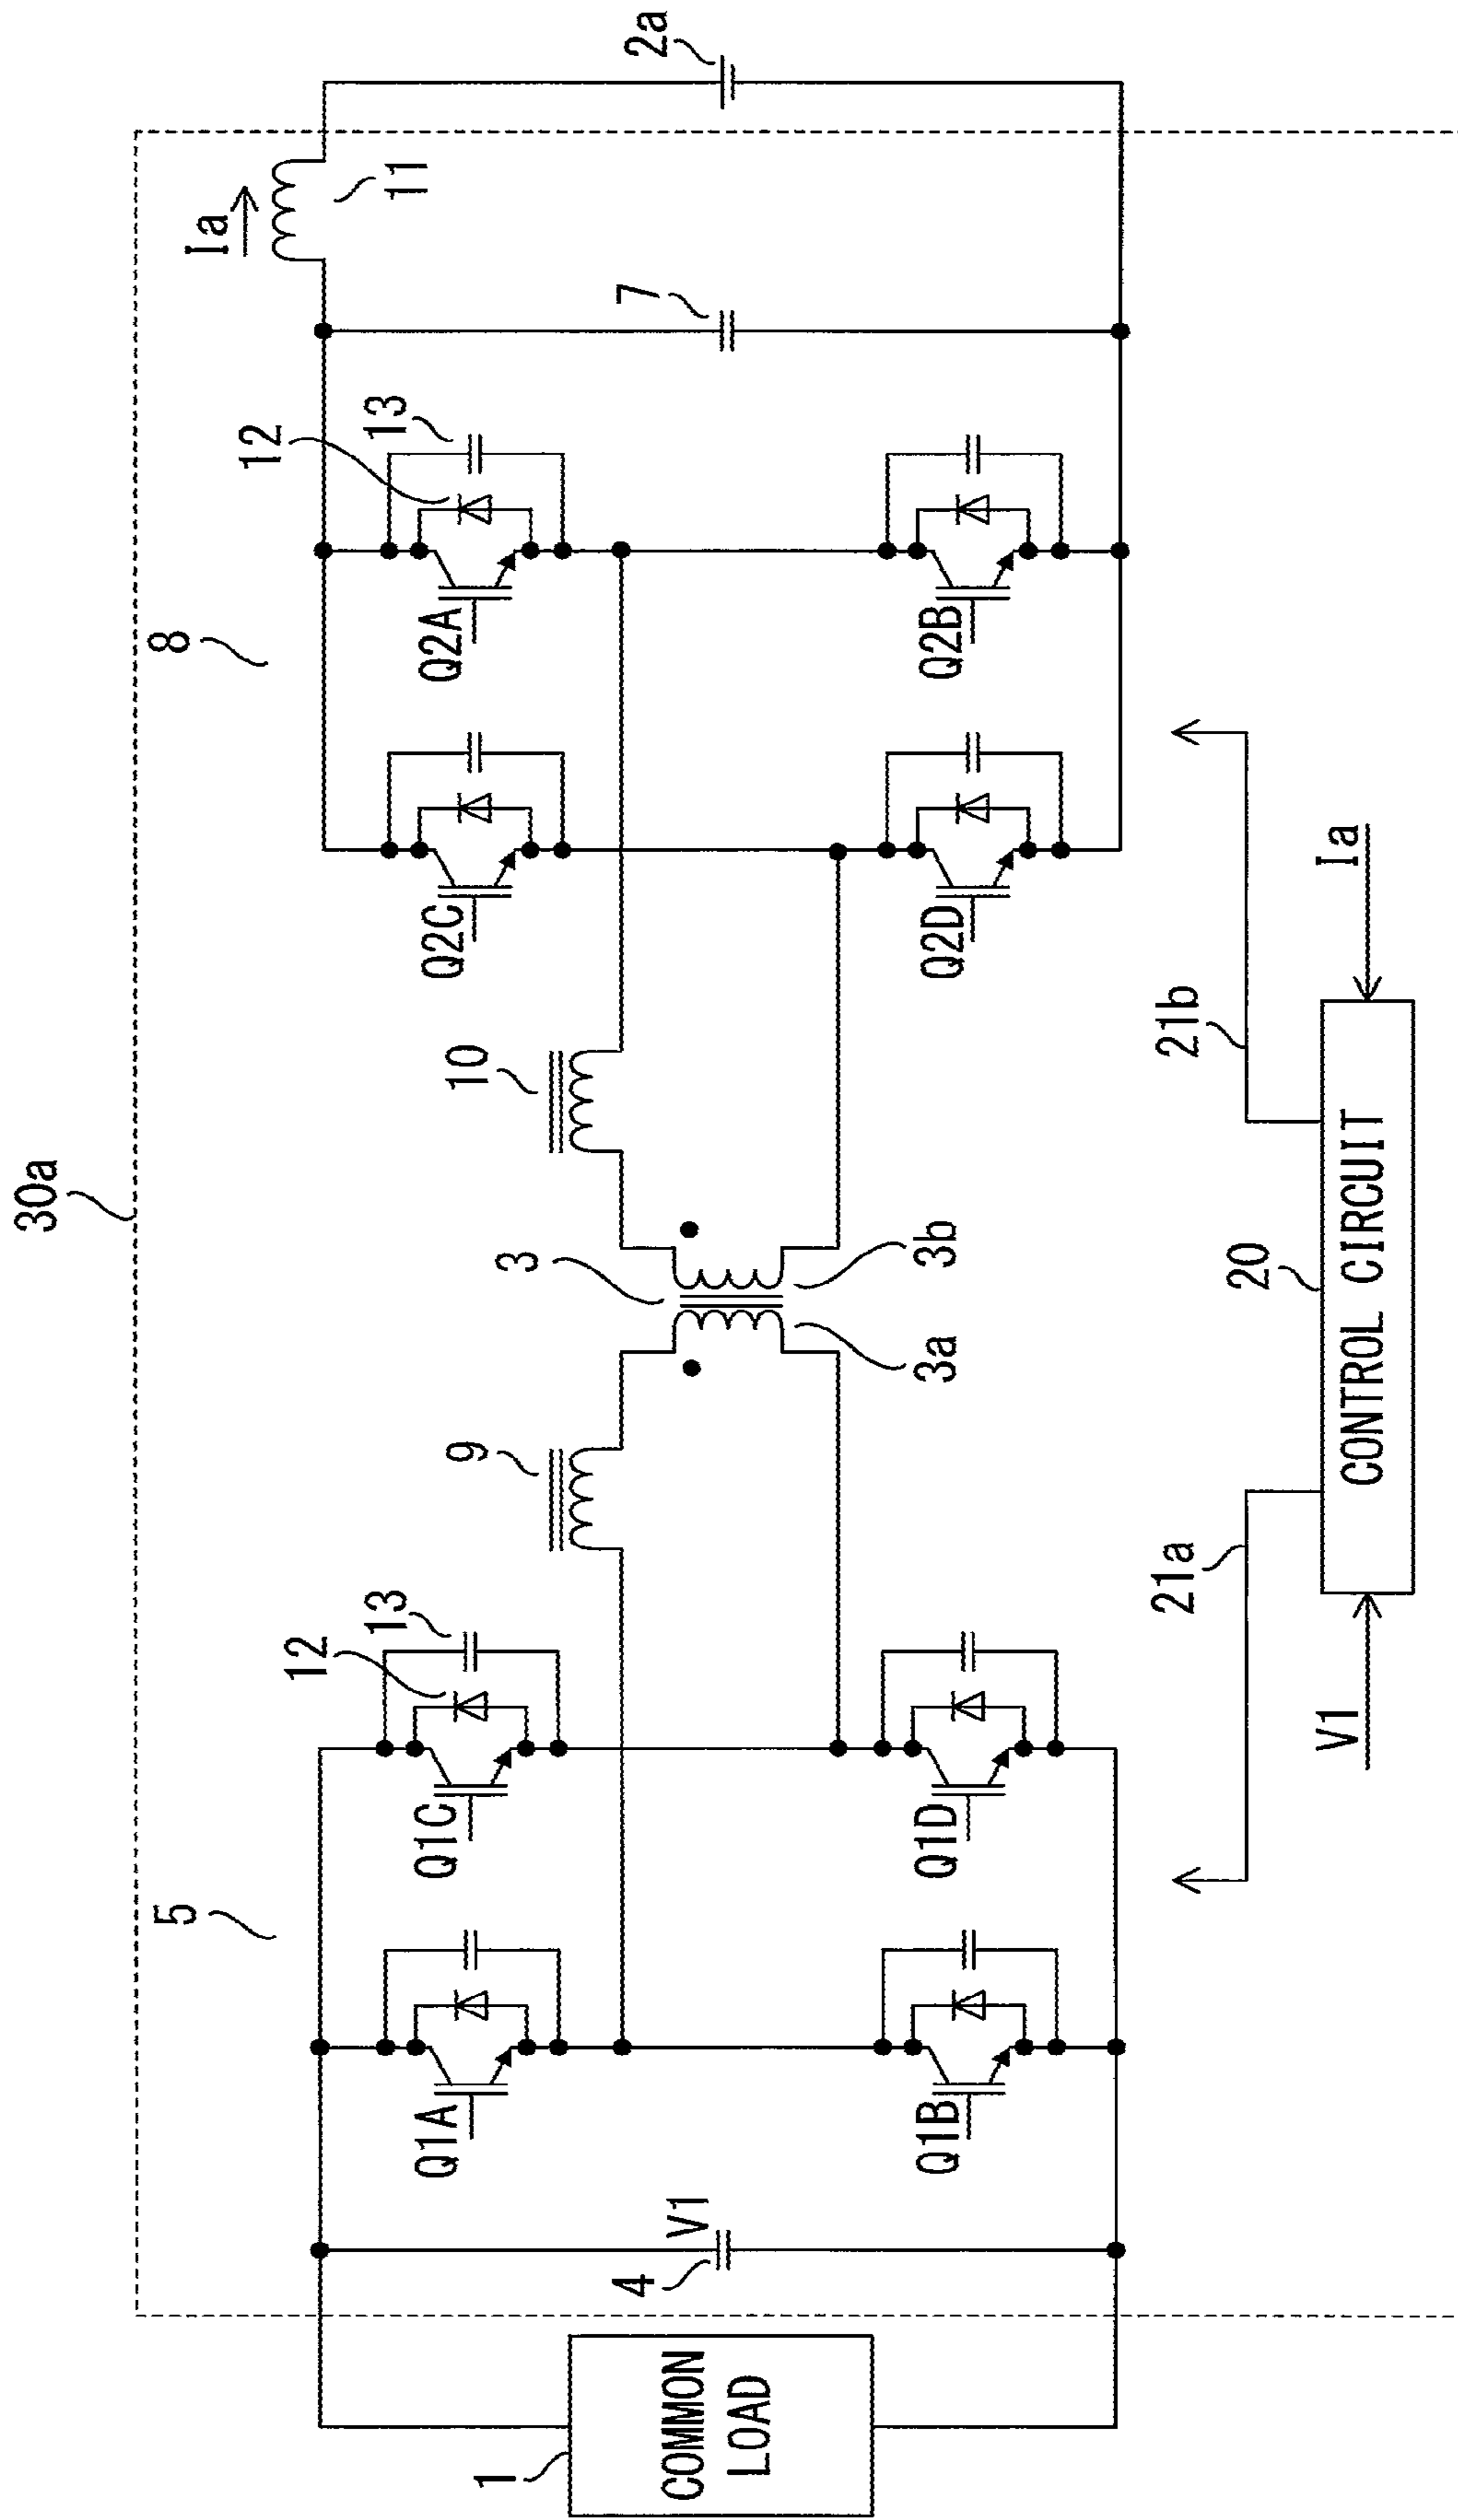 30a
Ia
11
2a
7
8
12
13
Q2A
Q2B
Q2C
Q2D
10
3
3b
3a
9
5
12
13
Q1C
Q1D
Q1A
Q1B
V1
4
1
COMMON
LOAD
21a
21b
V1
20
CONTROL CIRCUIT
Ia